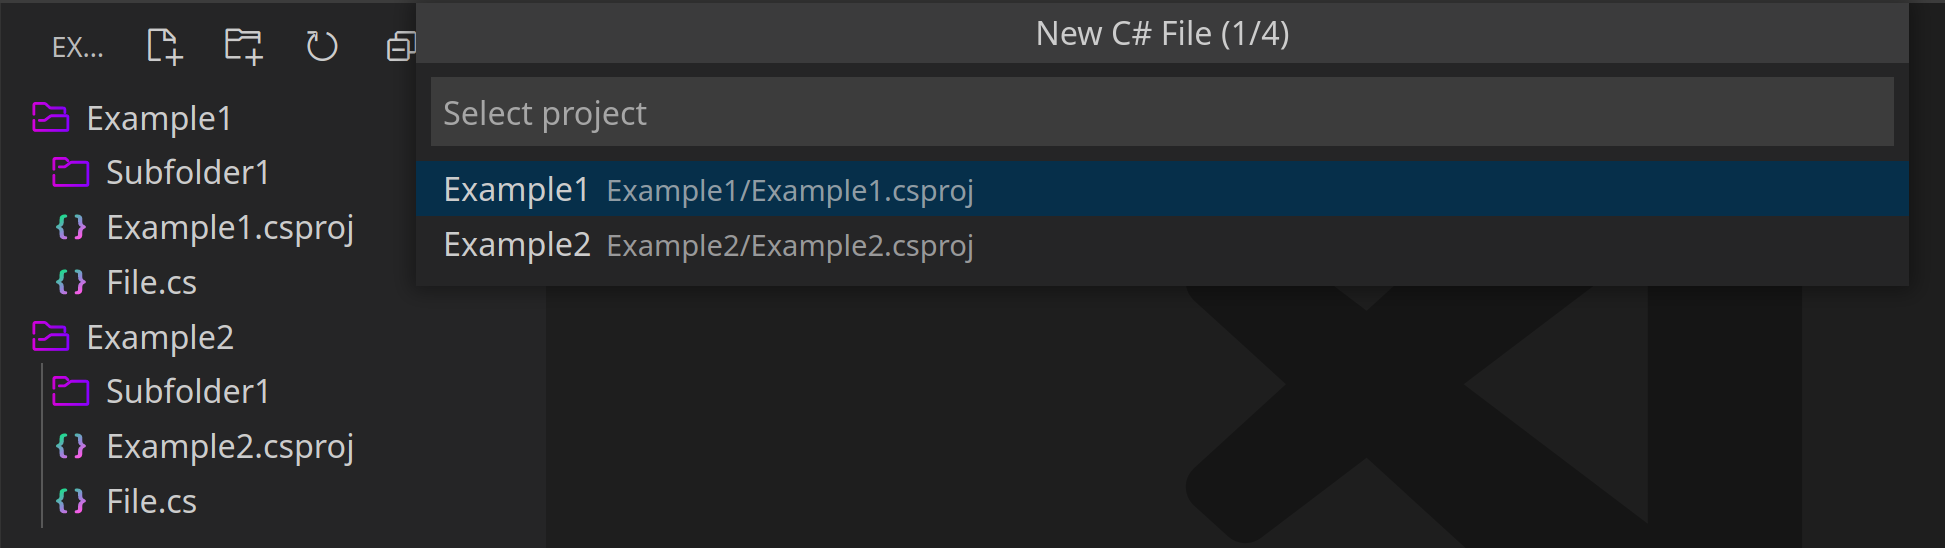 EX...
Example1
Subfolder1
Example1.csproj
File.cs
Example2
Subfolder1
Example2.csproj
File.cs
New C# File (1/4)
Select project
Example1 Example1/Example1.csproj
Example2 Example2/Example2.csproj